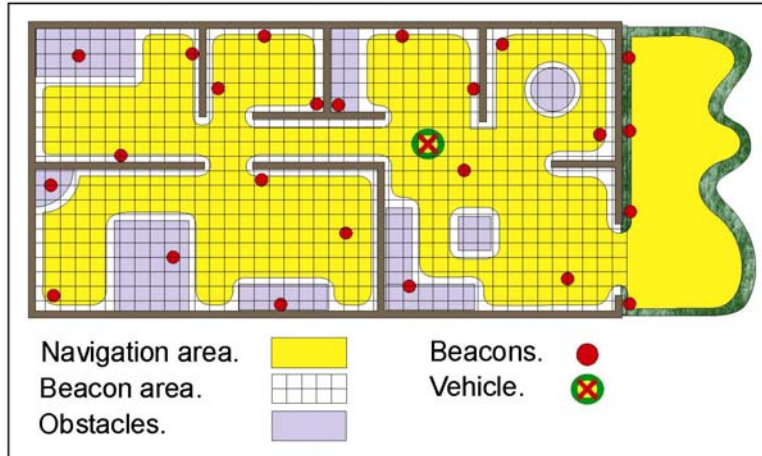 Navigation area.
Beacon area.
Obstacles.
Beacons.
Vehicle.